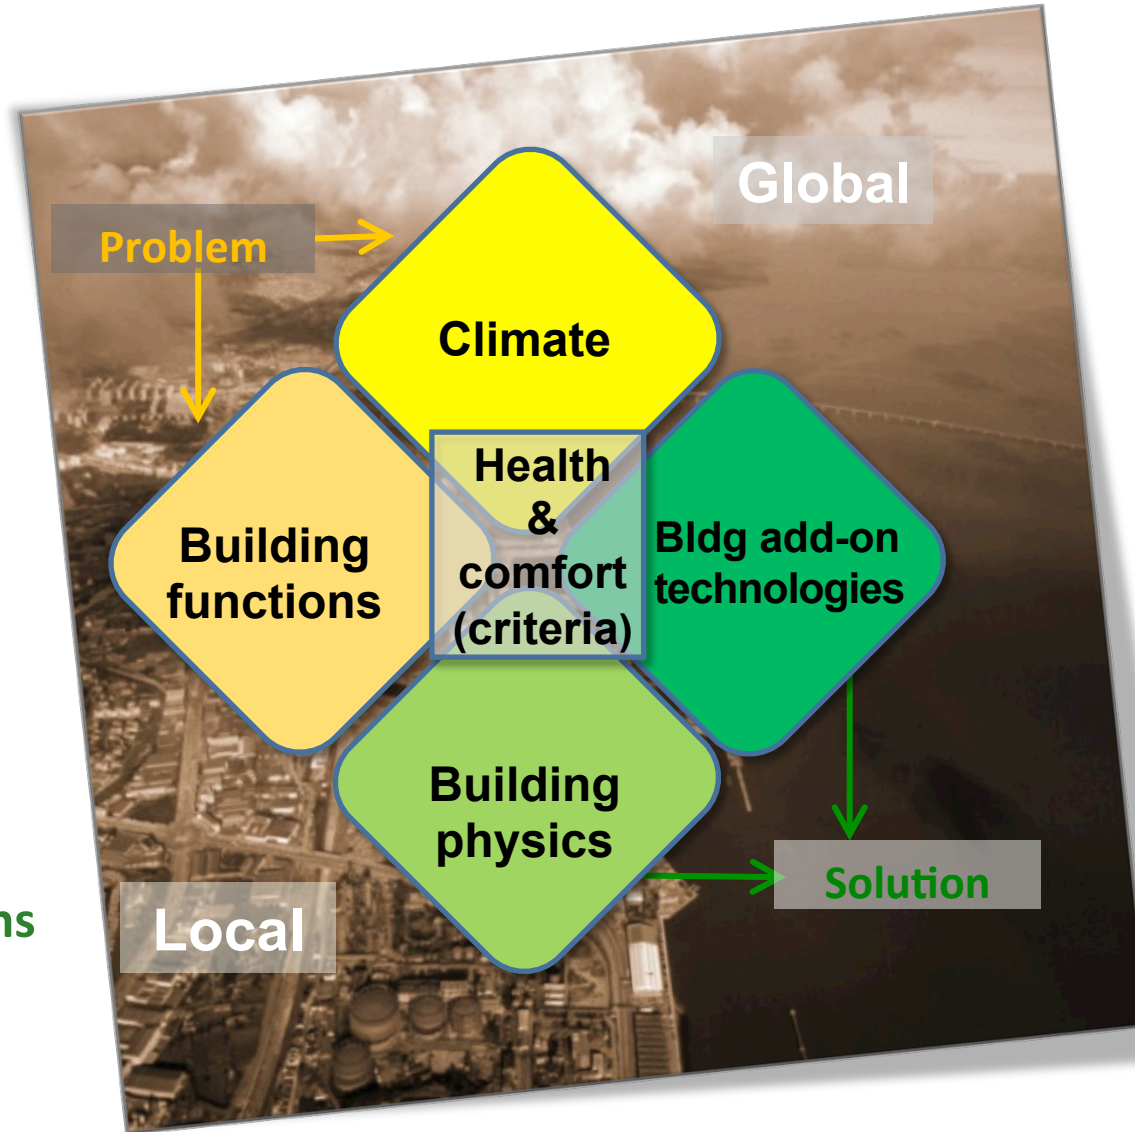 Global
Problem
Climate
Health
&
comfort
(criteria)
Building
functions
Bldg add-on
technologies
Building
physics
Solution
Local